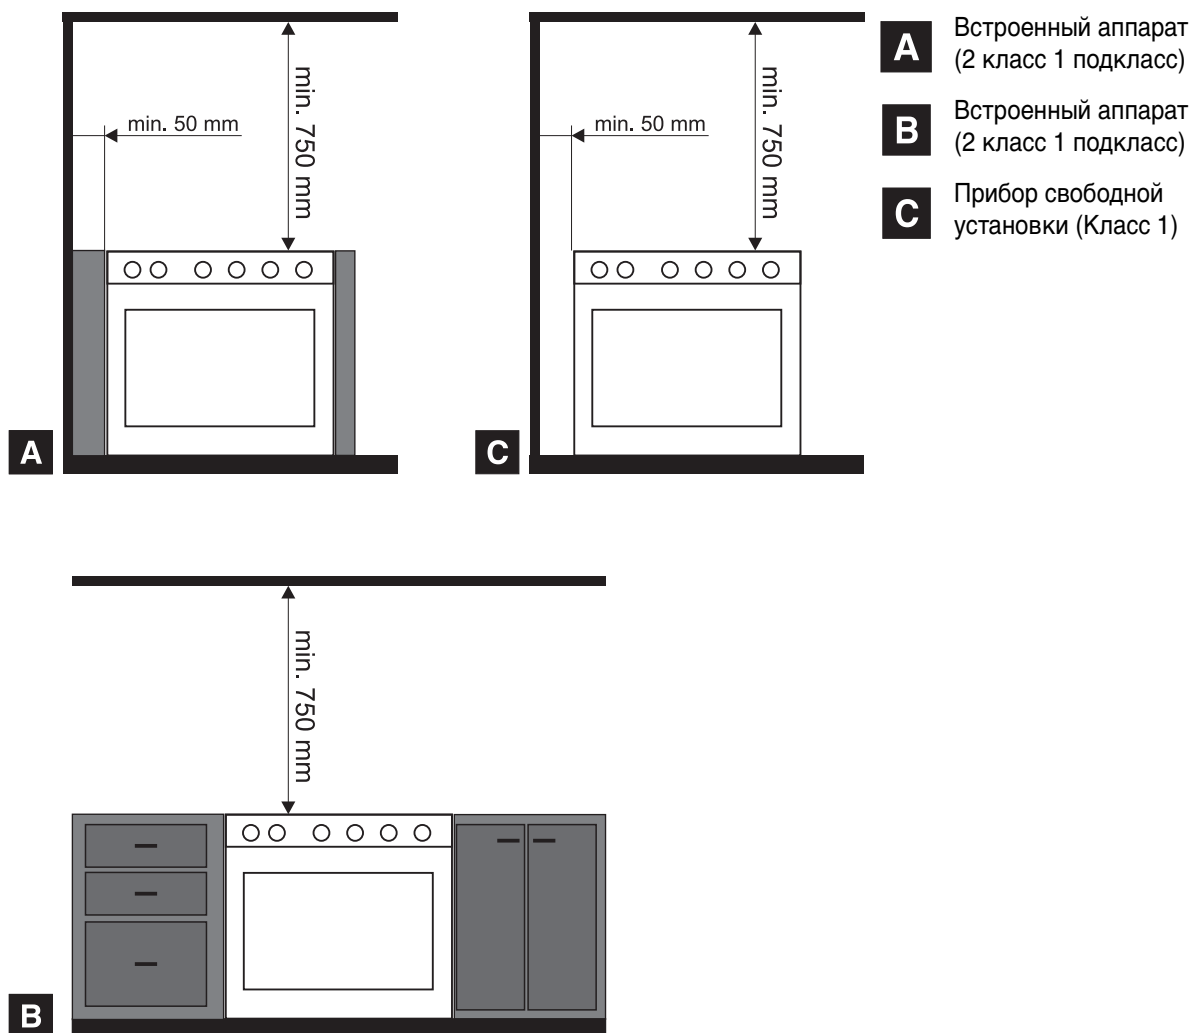 min. 50 mm
min. 750 mm
A
min. 50 mm
min. 750 mm
C
A
Встроенный аппарат
(2 класс 1 подкласс)
B
Встроенный аппарат
(2 класс 1 подкласс)
C
Прибор свободной
установки (Класс 1)
min. 750 mm
B